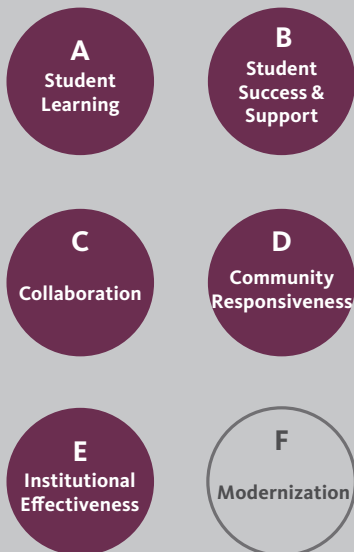 A
Student
Learning
B
Student
Success &
Support
C
Collaboration
D
Community
Responsiveness
E
Institutional
Effectiveness
F
Modernization